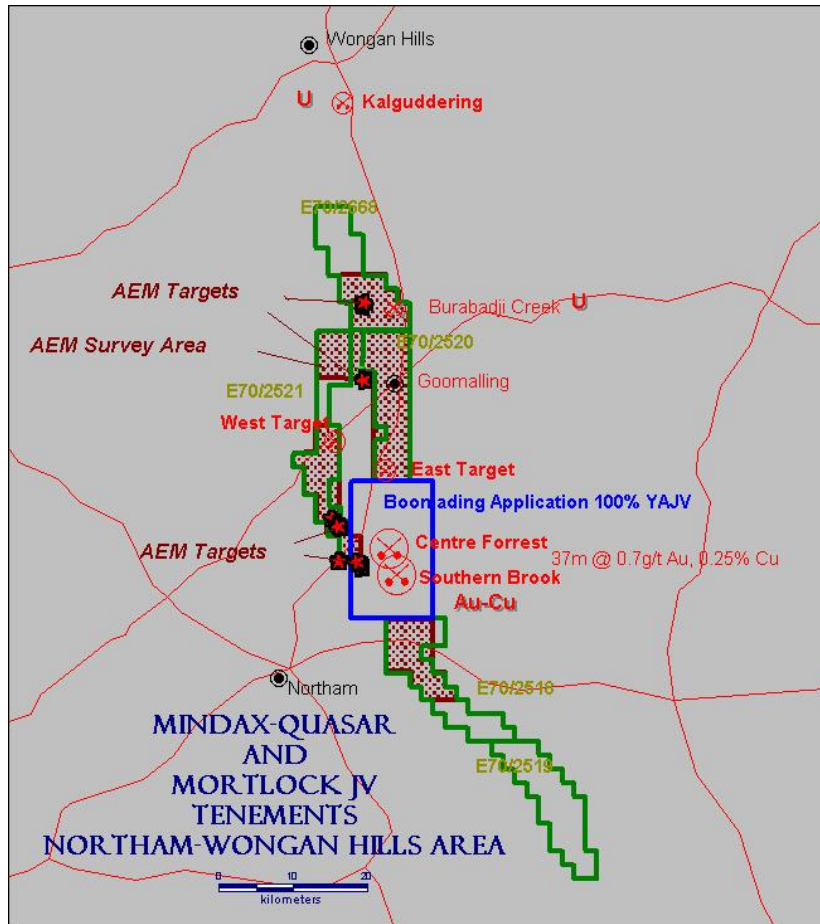 Wongan Hills
U
Kalguddering
E70/2668
AEM Targets
Burabadji Creek
U
AEM Survey Area
E70/2520
Goomalling
E70/2521
West Target
East Target
Boonlading Application 100% YAJV
Centre Forrest
AEM Targets
37m @ 0.7g/t Au, 0.25% Cu
Southern Brook
Au-Cu
Northam
E70/2518
MINDAX-QUASAR
AND
MORTLOCK JV
TENEMENTS
NORTHAM-WONGAN HILLS AREA
E70/2519
0 10 20
kilometers